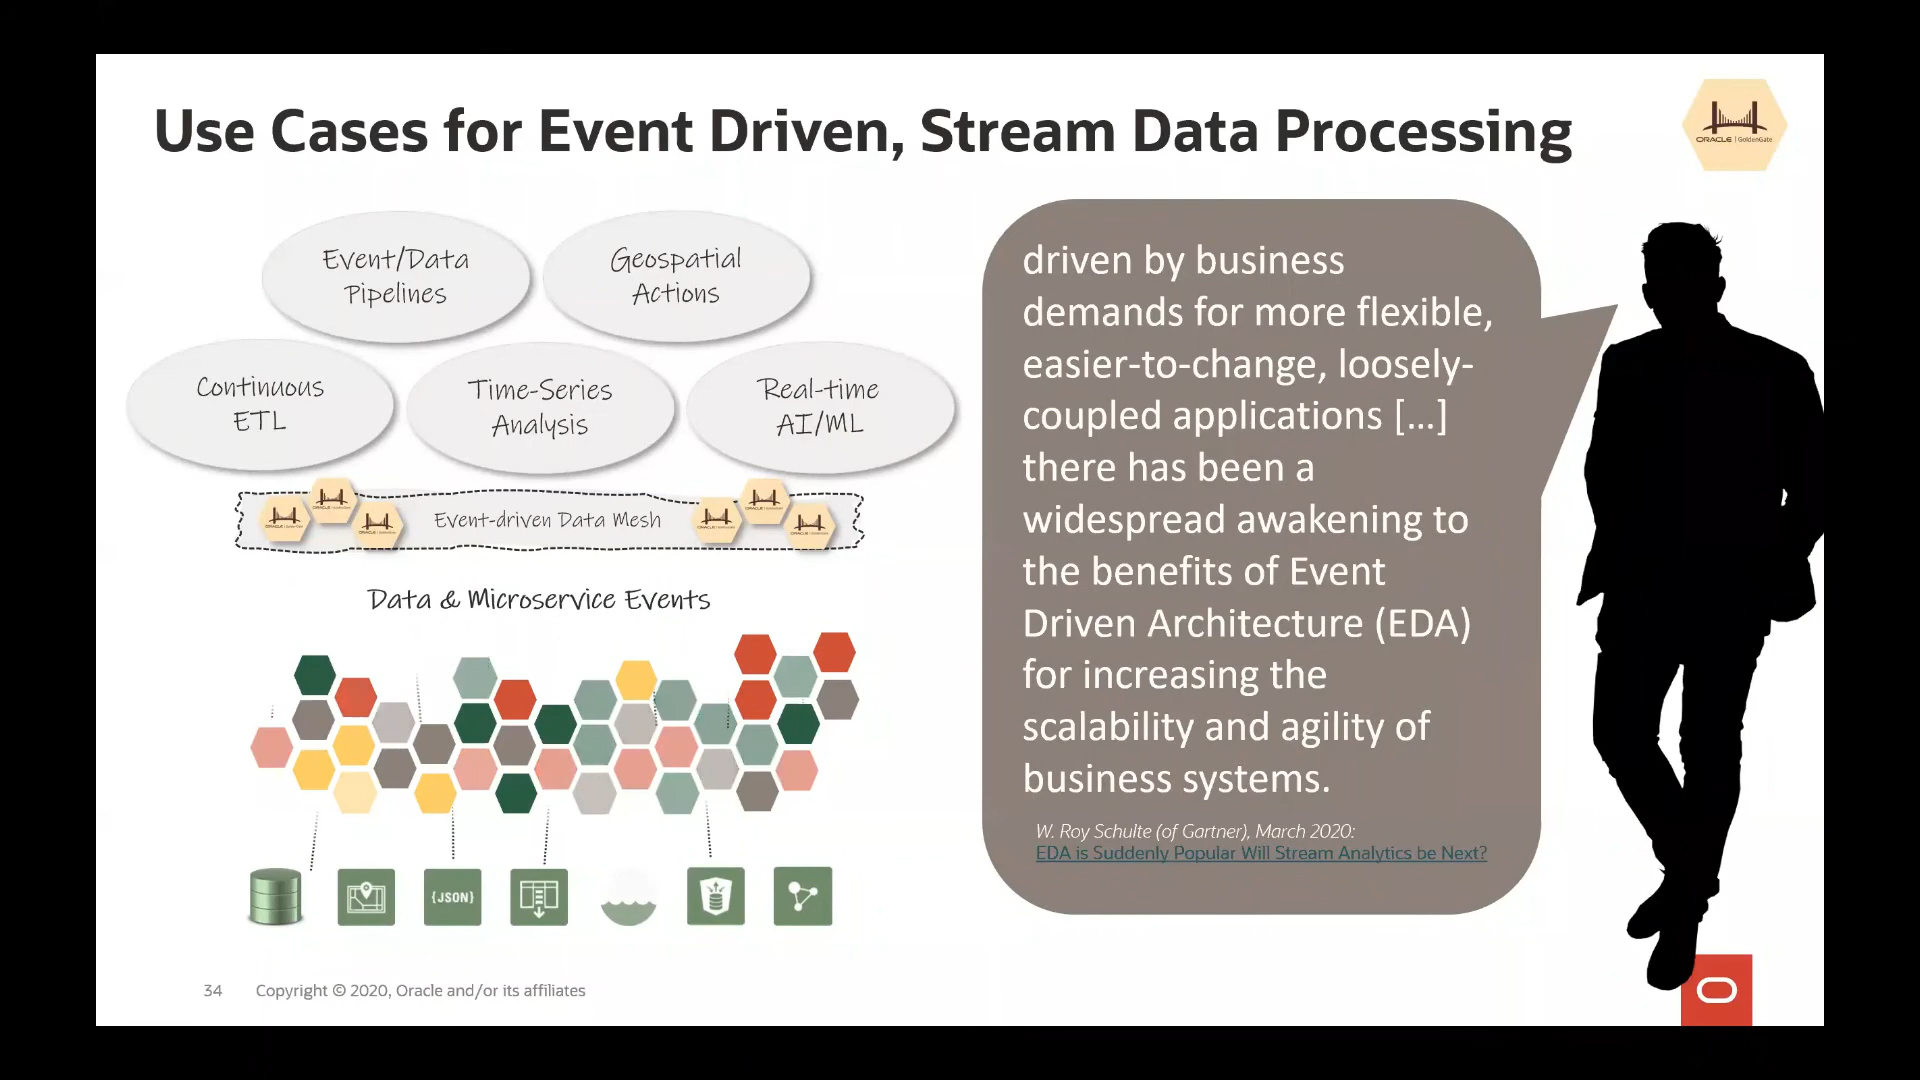 Use Cases for Event Driven, Stream Data Processing
ORACLE | GoldenGate
Event/Data
Pipelines
Geospatial
Actions
Continuous
ETL
Time-Series
Analysis
Real-time
AI/ML
Event-driven Data Mesh
Data & Microservice Events
{JSON}
driven by business
demands for more flexible,
easier-to-change, loosely-
coupled applications [...]
there has been a
widespread awakening to
the benefits of Event
Driven Architecture (EDA)
for increasing the
scalability and agility of
business systems.
W. Roy Schulte (of Gartner), March 2020:
EDA is Suddenly Popular Will Stream Analytics be Next?
34
Copyright © 2020, Oracle and/or its affiliates